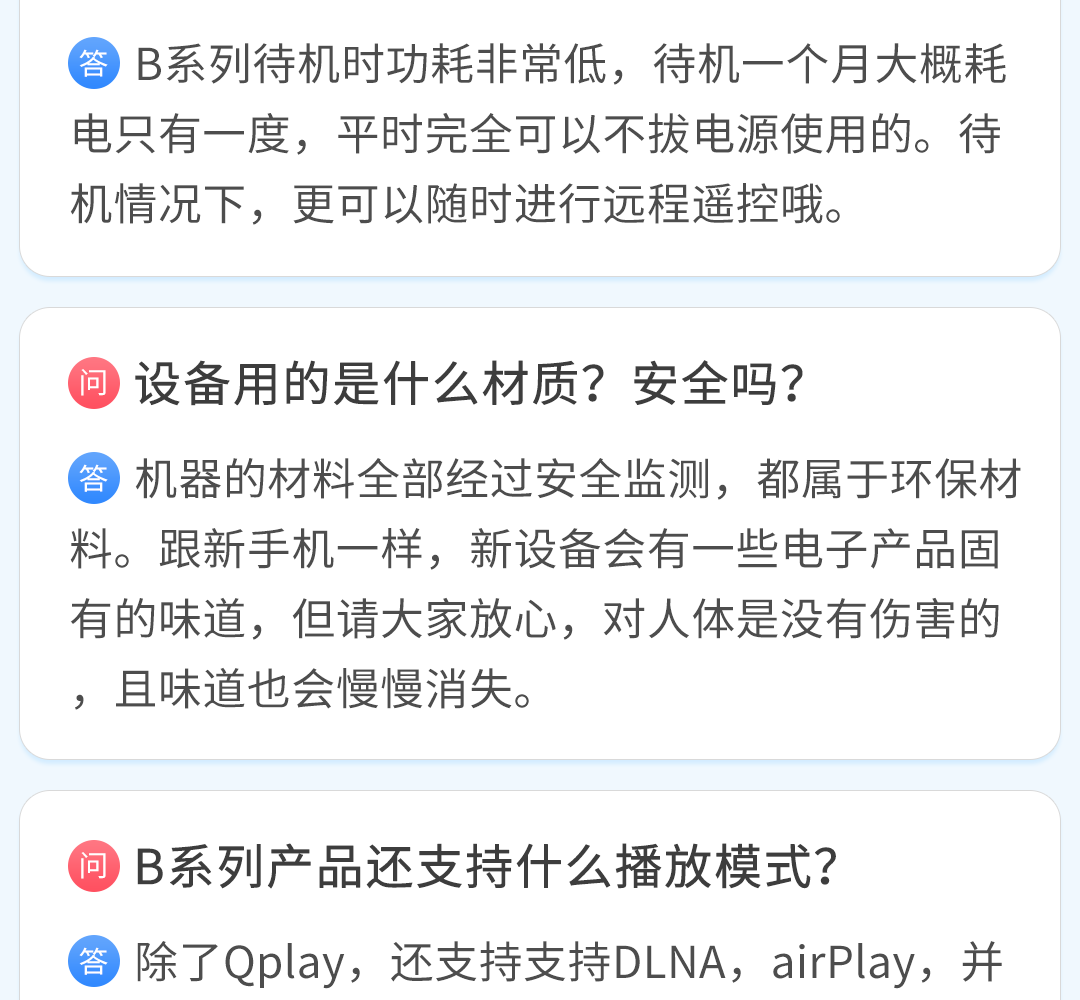 答 B系列待机时功耗非常低，待机一个月大概耗
电只有一度，平时完全可以不拔电源使用的。待
机情况下，更可以随时进行远程遥控哦。
问 设备用的是什么材质？安全吗？
答 机器的材料全部经过安全监测，都属于环保材
料。跟新手机一样，新设备会有一些电子产品固
有的味道，但请大家放心，对人体是没有伤害的
，且味道也会慢慢消失。
问 B系列产品还支持什么播放模式？
答 除了Qplay，还支持支持DLNA，airPlay，并